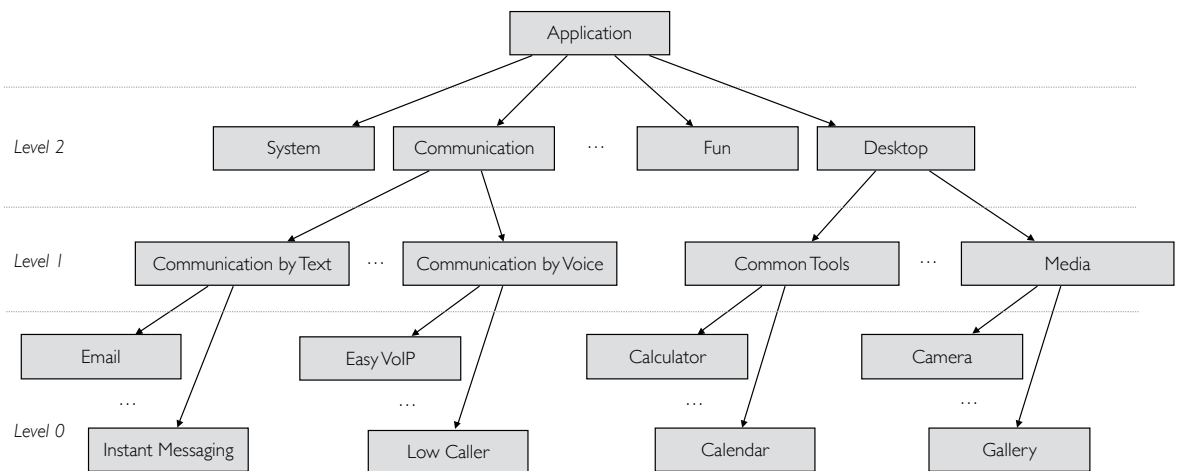 Application
Level 2
System
Communication
...
Fun
Desktop
Level 1
Communication by Text
...
Communication by Voice
Common Tools
...
Media
Email
Easy VoIP
Calculator
Camera
...
...
...
...
Level 0
Instant Messaging
Low Caller
Calendar
Gallery